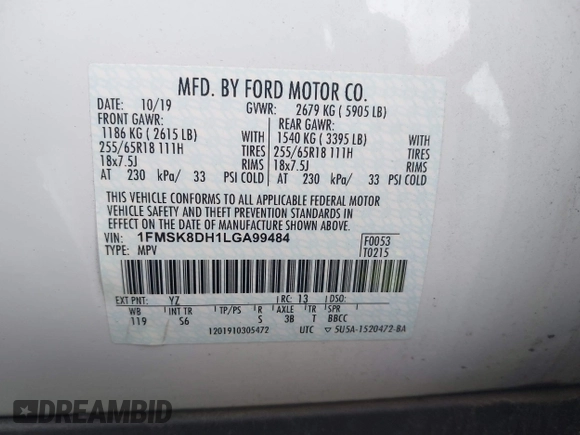 MFD. BY FORD MOTOR CO.
DATE: 10/19 GVWR: 2679 KG ( 5905 LB)
FRONT GAWR: REAR GAWR:
1186 KG ( 2615 LB) WITH 1540 KG ( 3395 LB) WITH
255/65R18 111H TIRES 255/65R18 111H TIRES
18x7.5J RIMS 18x7.5J RIMS
AT 230 kPa/ 33 PSI COLD AT 230 kPa/ 33 PSI COLD
THIS VEHICLE CONFORMS TO ALL APPLICABLE FEDERAL MOTOR
VEHICLE SAFETY AND THEFT PREVENTION STANDARDS IN
EFFECT ON THE DATE OF MANUFACTURE SHOWN ABOVE.
VIN: 1FMSK8DH1LGA99484 F0053
TYPE: MPV T0215
EXT PNT: YZ RC: 13 DSO:
WB INT TR TP/PS R AXLE TR SPR
119 S6 S 3B T BBCC
1201910305472 UTC ▽ 5U5A-1520472-BA
DREAMBID